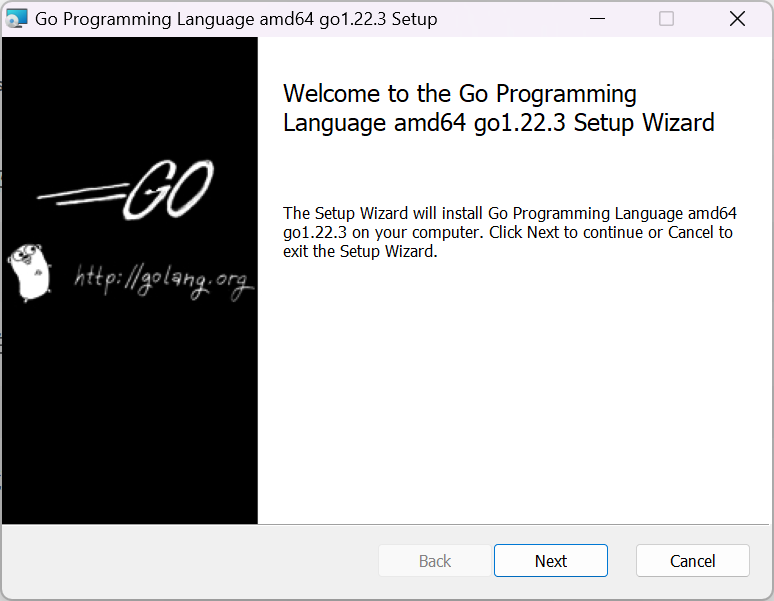 Go Programming Language amd64 go1.22.3 Setup
GO
http://golang.org
Welcome to the Go Programming
Language amd64 go1.22.3 Setup Wizard
The Setup Wizard will install Go Programming Language amd64
go1.22.3 on your computer. Click Next to continue or Cancel to
exit the Setup Wizard.
Back
Next
Cancel